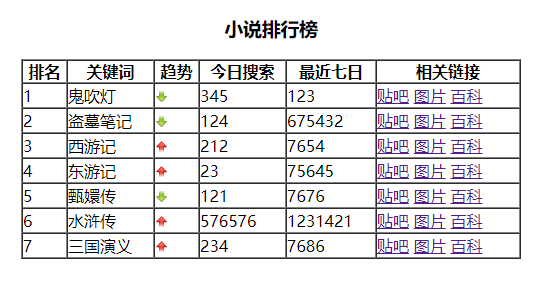 小说排行榜
排名 关键词 趋势 今日搜索 最近七日 相关链接
1 鬼吹灯 345 123 贴吧 图片 百科
2 盗墓笔记 124 675432 贴吧 图片 百科
3 西游记 212 7654 贴吧 图片 百科
4 东游记 23 75645 贴吧 图片 百科
5 甄嬛传 121 7676 贴吧 图片 百科
6 水浒传 576576 1231421 贴吧 图片 百科
7 三国演义 234 7686 贴吧 图片 百科